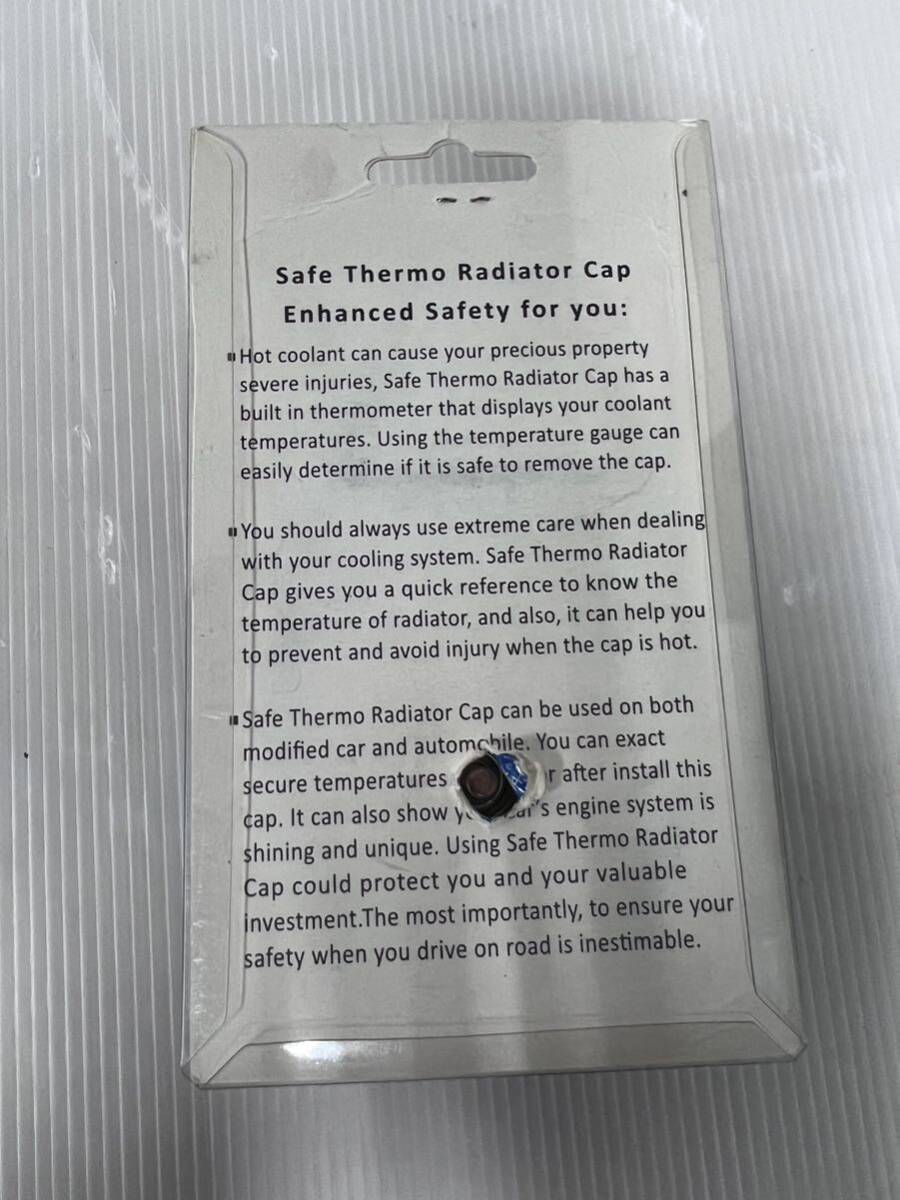 Safe Thermo Radiator Cap
Enhanced Safety for you:
Hot coolant can cause your precious property
severe injuries, Safe Thermo Radiator Cap has a
built in thermometer that displays your coolant
temperatures. Using the temperature gauge can
easily determine if it is safe to remove the cap.
You should always use extreme care when dealing
with your cooling system. Safe Thermo Radiator
Cap gives you a quick reference to know the
temperature of radiator, and also, it can help you
to prevent and avoid injury when the cap is hot.
Safe Thermo Radiator Cap can be used on both
modified car and automobile. You can exact
secure temperatures after install this
cap. It can also show engine system is
shining and unique. Using Safe Thermo Radiator
Cap could protect you and your valuable
investment.The most importantly, to ensure your
safety when you drive on road is inestimable.